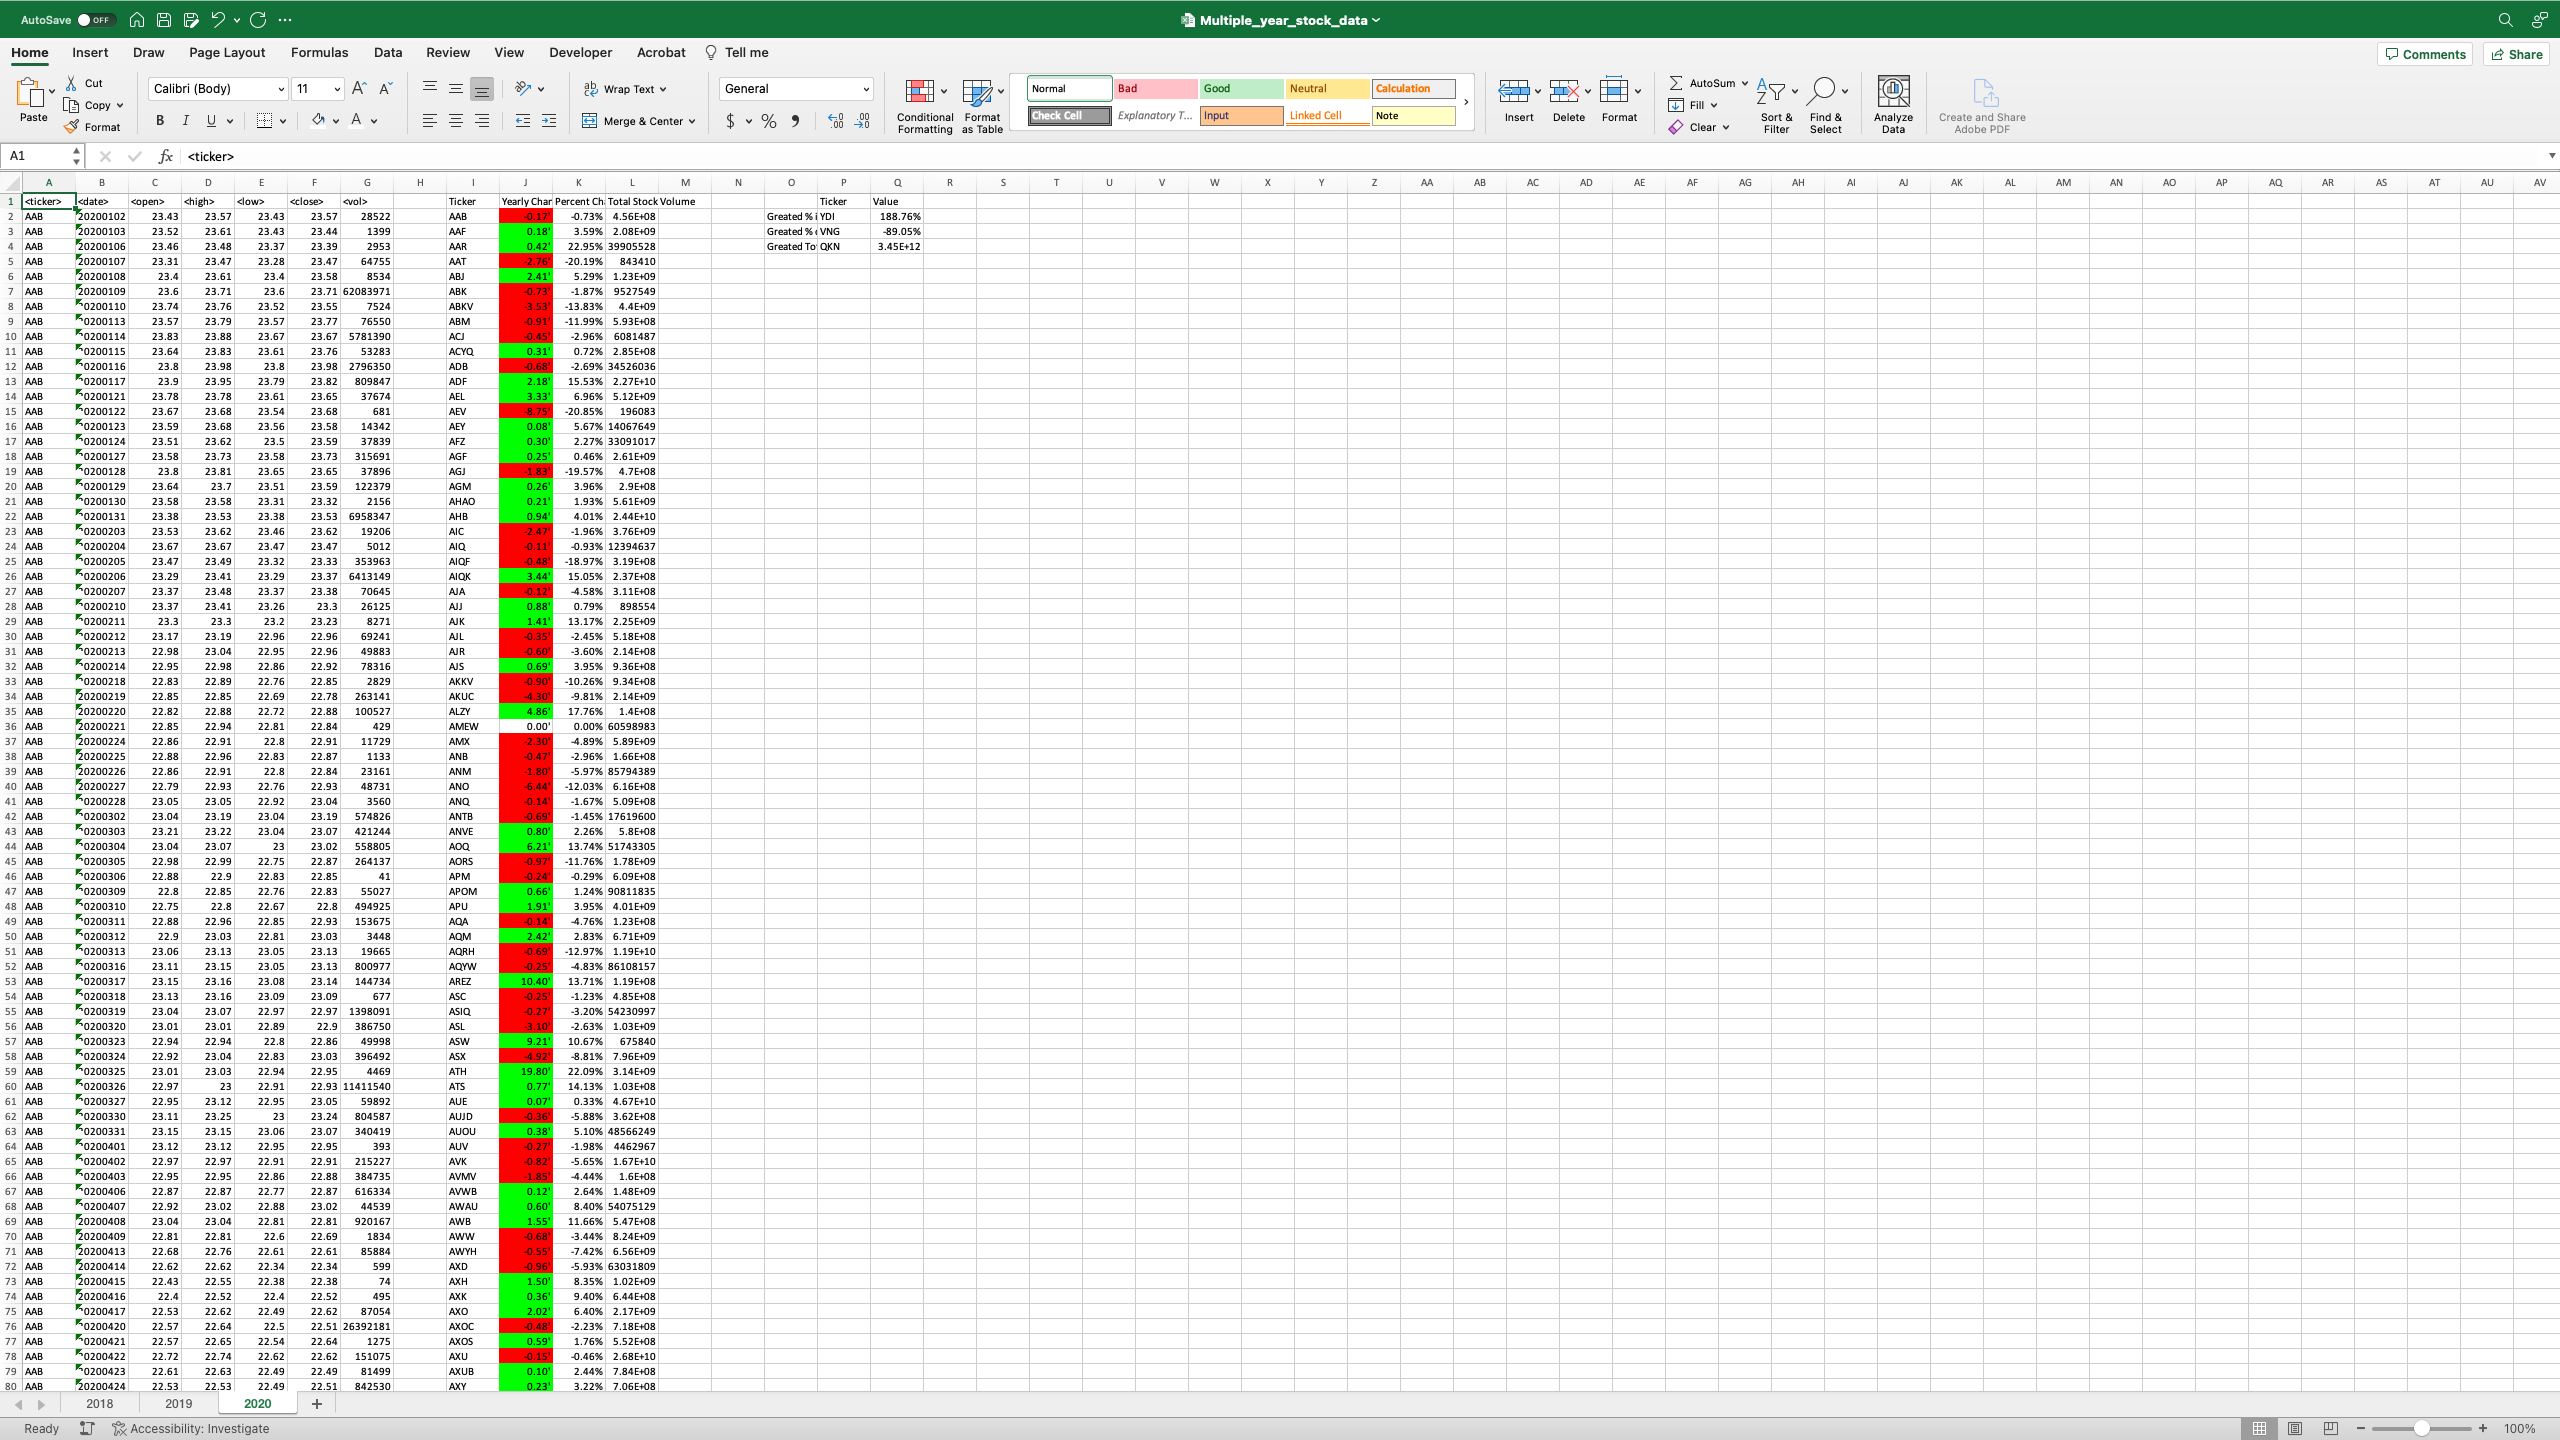 AutoSave OFF Multiple_year_stock_data
Home Insert Draw Page Layout Formulas Data Review View Developer Acrobat Tell me Comments Share
Paste Cut Copy Format Calibri (Body) 11 Wrap Text Merge & Center General Conditional Formatting Format as Table Normal Bad Good Neutral Calculation Check Cell Explanatory T... Input Linked Cell Note Insert Delete Format AutoSum Fill Clear Sort & Filter Find & Select Analyze Data Create and Share Adobe PDF
A1 fx <ticker>
A B C D E F G H I J K L M N O P Q R S T U V W X Y Z AA AB AC AD AE AF AG AH AI AJ AK AL AM AN AO AP AQ AR AS AT AU AV
1 <ticker> <date> <open> <high> <low> <close> <vol> Ticker Yearly Char Percent Ch Total Stock Volume Ticker Value
2 AAB 20200102 23.43 23.57 23.43 23.57 28522 AAB -0.17' -0.73% 4.56E+08 Greated % i YDI 188.76%
3 AAB 20200103 23.52 23.61 23.43 23.44 1399 AAF 0.18' 3.59% 2.08E+08 Greated % VNG -89.05%
4 AAB 20200106 23.46 23.48 23.37 23.39 2953 AAR 0.42' 22.95% 39905528 Greated To QKN 3.45E+12
5 AAB 20200107 23.31 23.47 23.28 23.47 64755 AAT -2.76' -20.19% 843410
6 AAB 20200108 23.4 23.61 23.4 23.58 8534 ABJ 2.41' 5.29% 1.23E+09
7 AAB 20200109 23.6 23.71 23.6 23.71 62083971 ABK -0.73' -1.87% 9527549
8 AAB 0200110 23.74 23.76 23.52 23.55 7524 ABKV -3.53' -13.83% 4.4E+09
9 AAB 0200113 23.57 23.79 23.57 23.77 76550 ABM -0.91' -11.99% 5.93E+08
10 AAB 0200114 23.83 23.88 23.67 23.67 5781390 ACJ -0.45' -2.96% 6081487
11 AAB 0200115 23.64 23.83 23.61 23.76 53283 ACYQ 0.31' 0.72% 2.85E+08
12 AAB 0200116 23.8 23.98 23.8 23.98 2796350 ADB -0.68' -2.69% 34526036
13 AAB 0200117 23.9 23.95 23.79 23.82 809847 ADF 2.18' 15.53% 2.27E+10
14 AAB 0200121 23.78 23.78 23.61 23.65 37674 AEL 3.33' 6.96% 5.12E+09
15 AAB 0200122 23.67 23.68 23.54 23.68 681 AEV -8.75' -20.85% 196083
16 AAB 0200123 23.59 23.68 23.56 23.58 14342 AEY 0.08' 5.67% 14067649
17 AAB 0200124 23.51 23.62 23.5 23.59 37839 AFZ 0.30' 2.27% 33091017
18 AAB 0200127 23.58 23.73 23.58 23.73 315691 AGF 0.25' 0.46% 2.61E+09
19 AAB 0200128 23.8 23.81 23.65 23.65 37896 AGJ -1.83' -19.57% 4.7E+08
20 AAB 0200129 23.64 23.7 23.51 23.59 122379 AGM 0.26' 3.96% 2.9E+08
21 AAB 0200130 23.58 23.58 23.31 23.32 2156 AHAO 0.21' 1.93% 5.61E+09
22 AAB 0200131 23.38 23.53 23.38 23.53 6958347 AHB 0.94' 4.01% 2.44E+10
23 AAB 0200203 23.53 23.62 23.46 23.62 19206 AIC -2.47' -1.96% 3.76E+09
24 AAB 0200204 23.67 23.67 23.47 23.47 5012 AIQ -0.11' -0.93% 12394637
25 AAB 0200205 23.47 23.49 23.32 23.33 353963 AIQF -0.48' -18.97% 3.19E+08
26 AAB 0200206 23.29 23.41 23.29 23.37 6413149 AIQK 3.44' 15.05% 2.37E+08
27 AAB 0200207 23.37 23.48 23.37 23.38 70645 AJA -0.12' -4.58% 3.11E+08
28 AAB 0200210 23.37 23.41 23.26 23.3 26125 AJJ 0.88' 0.79% 898554
29 AAB 0200211 23.3 23.3 23.2 23.23 8271 AJK 1.41' 13.17% 2.25E+09
30 AAB 0200212 23.17 23.19 22.96 22.96 69241 AJL -0.35' -2.45% 5.18E+08
31 AAB 0200213 22.98 23.04 22.95 22.96 49883 AJR -0.60' -3.60% 2.14E+08
32 AAB 0200214 22.95 22.98 22.86 22.92 78316 AJS 0.69' 3.95% 9.36E+08
33 AAB 0200218 22.83 22.89 22.76 22.85 2829 AKKV -0.90' -10.26% 9.34E+08
34 AAB 20200219 22.85 22.85 22.69 22.78 263141 AKUC -4.30' -9.81% 2.14E+09
35 AAB 20200220 22.82 22.88 22.72 22.88 100527 ALZY 4.86' 17.76% 1.4E+08
36 AAB 20200221 22.85 22.94 22.81 22.84 429 AMEW 0.00' 0.00% 60598983
37 AAB 20200224 22.86 22.91 22.8 22.91 11729 AMX -2.30' -4.89% 5.89E+09
38 AAB 20200225 22.88 22.96 22.83 22.87 1133 ANB -0.47' -2.96% 1.66E+08
39 AAB 20200226 22.86 22.91 22.8 22.84 23161 ANM -1.80' -5.97% 85794389
40 AAB 20200227 22.79 22.93 22.76 22.93 48731 ANO -6.44' -12.03% 6.16E+08
41 AAB 0200228 23.05 23.05 22.92 23.04 3560 ANQ -0.14' -1.67% 5.09E+08
42 AAB 0200302 23.04 23.19 23.04 23.19 574826 ANTB -0.69' -1.45% 17619600
43 AAB 0200303 23.21 23.22 23.04 23.07 421244 ANVE 0.80' 2.26% 5.8E+08
44 AAB 0200304 23.04 23.07 23 23.02 558805 AOQ 6.21' 13.74% 51743305
45 AAB 0200305 22.98 22.99 22.75 22.87 264137 AORS -0.97' -11.76% 1.78E+09
46 AAB 0200306 22.88 22.9 22.83 22.85 41 APM -0.24' -0.29% 6.09E+08
47 AAB 0200309 22.8 22.85 22.76 22.83 55027 APOM 0.66' 1.24% 90811835
48 AAB 0200310 22.75 22.8 22.67 22.8 494925 APU 1.91' 3.95% 4.01E+09
49 AAB 0200311 22.88 22.96 22.85 22.93 153675 AQA -0.14' -4.76% 1.23E+08
50 AAB 0200312 22.9 23.03 22.81 23.03 3448 AQM 2.42' 2.83% 6.71E+09
51 AAB 0200313 23.06 23.13 23.05 23.13 19665 AQRH -0.69' -12.97% 1.19E+10
52 AAB 0200316 23.11 23.15 23.05 23.13 800977 AQYW -0.25' -4.83% 86108157
53 AAB 0200317 23.15 23.16 23.08 23.14 144734 AREZ 10.40' 13.71% 1.19E+08
54 AAB 0200318 23.13 23.16 23.09 23.09 677 ASC -0.25' -1.23% 4.85E+08
55 AAB 0200319 23.04 23.07 22.97 22.97 1398091 ASIQ -0.27' -3.20% 54230997
56 AAB 0200320 23.01 23.01 22.89 22.9 386750 ASL -3.10' -2.63% 1.03E+09
57 AAB 0200323 22.94 22.94 22.8 22.86 49998 ASW 9.21' 10.67% 675840
58 AAB 0200324 22.92 23.04 22.83 23.03 396492 ASX -4.92' -8.81% 7.96E+09
59 AAB 0200325 23.01 23.03 22.94 22.95 4469 ATH 19.80' 22.09% 3.14E+09
60 AAB 0200326 22.97 23 22.91 22.93 11411540 ATS 0.77' 14.13% 1.03E+08
61 AAB 0200327 22.95 23.12 22.95 23.05 59892 AUE 0.07' 0.33% 4.67E+10
62 AAB 0200330 23.11 23.25 23 23.24 804587 AUJD -0.36' -5.88% 3.62E+08
63 AAB 0200331 23.15 23.15 23.06 23.07 340419 AUOU 0.38' 5.10% 48566249
64 AAB 0200401 23.12 23.12 22.95 22.95 393 AUV -0.27' -1.98% 4462967
65 AAB 0200402 22.97 22.97 22.91 22.91 215227 AVK -0.82' -5.65% 1.67E+10
66 AAB 0200403 22.95 22.95 22.86 22.88 384735 AVMV -1.85' -4.44% 1.6E+08
67 AAB 0200406 22.87 22.87 22.77 22.87 616334 AVWB 0.12' 2.64% 1.48E+09
68 AAB 0200407 22.92 23.02 22.88 23.02 44539 AWAU 0.60' 8.40% 54075129
69 AAB 20200408 23.04 23.04 22.81 22.81 920167 AWB 1.55' 11.66% 5.47E+08
70 AAB 20200409 22.81 22.81 22.6 22.69 1834 AWW -0.68' -3.44% 8.24E+09
71 AAB 20200413 22.68 22.76 22.61 22.61 85884 AWYH -0.55' -7.42% 6.56E+09
72 AAB 20200414 22.62 22.62 22.34 22.34 599 AXD -0.96' -5.93% 63031809
73 AAB 20200415 22.43 22.55 22.38 22.38 74 AXH 1.50' 8.35% 1.02E+09
74 AAB 20200416 22.4 22.52 22.4 22.52 495 AXK 0.36' 9.40% 6.44E+08
75 AAB 0200417 22.53 22.62 22.49 22.62 87054 AXO 2.02' 6.40% 2.17E+09
76 AAB 0200420 22.57 22.64 22.5 22.51 26392181 AXOC -0.48' -2.23% 7.18E+08
77 AAB 0200421 22.57 22.65 22.54 22.64 1275 AXOS 0.59' 1.76% 5.52E+08
78 AAB 0200422 22.72 22.74 22.62 22.62 151075 AXU -0.15' -0.46% 2.68E+10
79 AAB 0200423 22.61 22.63 22.49 22.49 81499 AXUB 0.10' 2.44% 7.84E+08
80 AAB 20200424 22.53 22.53 22.49 22.51 842530 AXY 0.23' 3.22% 7.06E+08
2018 2019 2020 +
Ready Accessibility: Investigate 100%